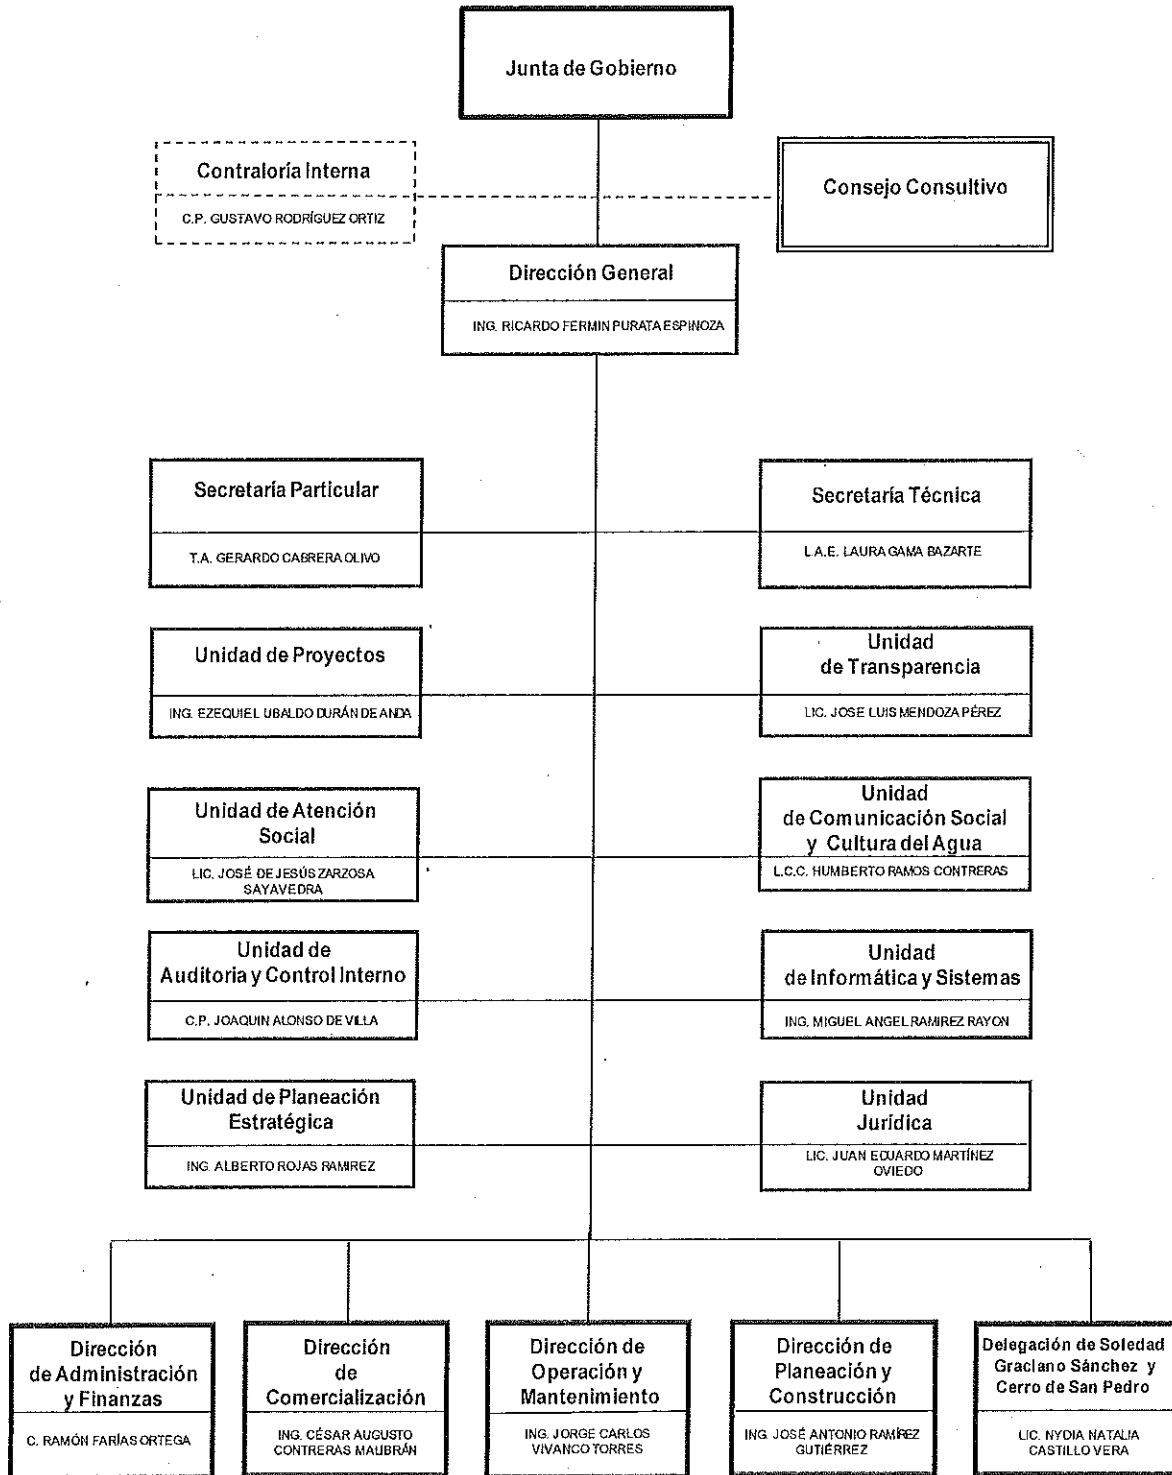 Junta de Gobierno
Contraloría Interna
C.P. GUSTAVO RODRÍGUEZ ORTIZ
Consejo Consultivo
Dirección General
ING. RICARDO FERMIN PURATA ESPINOZA
Secretaría Particular
T.A. GERARDO CABRERA OLIVO
Secretaría Técnica
L.A.E. LAURA GAMA BAZARTE
Unidad de Proyectos
ING. EZEQUIEL UBALDO DURÁN DE ANDA
Unidad
de Transparencia
LIC. JOSE LUIS MENDOZA PÉREZ
Unidad de Atención
Social
LIC. JOSÉ DE JESÚS ZARZOSA
SAYAVEDRA
Unidad
de Comunicación Social
y Cultura del Agua
L.C.C. HUMBERTO RAMOS CONTRERAS
Unidad de
Auditoria y Control Interno
C.P. JOAQUIN ALONSO DE VILLA
Unidad
de Informática y Sistemas
ING. MIGUEL ANGEL RAMIREZ RAYON
Unidad de Planeación
Estratégica
ING. ALBERTO ROJAS RAMIREZ
Unidad
Jurídica
LIC. JUAN EDUARDO MARTÍNEZ
OVIEDO
Dirección
de Administración
y Finanzas
C. RAMÓN FARÍAS ORTEGA
Dirección
de
Comercialización
ING. CÉSAR AUGUSTO
CONTRERAS MAUBRÁN
Dirección de
Operación y
Mantenimiento
ING. JORGE CARLOS
VIVANCO TORRES
Dirección de
Planeación y
Construcción
ING. JOSÉ ANTONIO RAMÍREZ
GUTIÉRREZ
Delegación de Soledad
Graciano Sánchez y
Cerro de San Pedro
LIC. NYDIA NATALIA
CASTILLO VERA